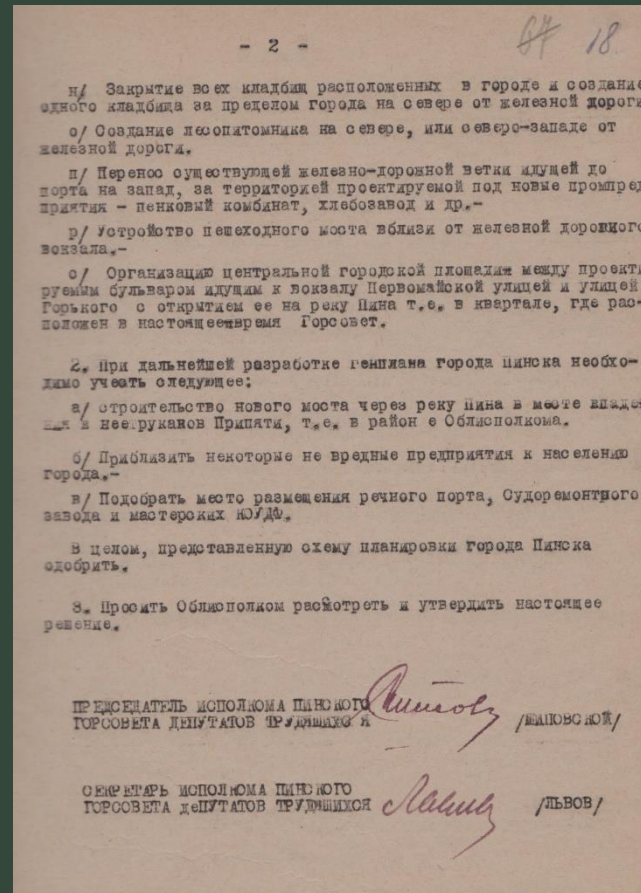 - 2 -
67 18.
н/ Закрытие всех кладбищ расположенных в городе и создание
одного кладбища за пределом города на севере от железной дороги
о/ Создание лесопитомника на севере, или северо-западе от
железной дороги.
п/ Перенос существующей железно-дорожной ветки идущей до
порта на запад, за территорией проектируемой под новые промпред
приятия - пенковый комбинат, хлебозавод и др.-
р/ Устройство пешеходного моста вблизи от железной дорожного
вокзала.-
с/ Организацию центральной городской площади между проекти
руемым бульваром идущим к вокзалу Первомайской улицей и улицей
Горького с открытием ее на реку Пина т.е. в квартале, где рас-
положен в настоящее время Горсовет.
2. При дальнейшей разработке генплана города Пинска необхо-
димо учесть следующее:
а/ строительство нового моста через реку Пина в месте впаде
ния в нее рукавов Припяти, т.е. в район е Облисполкома.
б/ Приблизить некоторые не вредные предприятия к населению
города.-
в/ Подобрать место размещения речного порта, Судоремонтного
завода и мастерских
В целом, представленную схему планировки города Пинска
одобрить.
3. Просить Облисполком расмотреть и утвердить настоящее
решение.
ПРЕДСЕДАТЕЛЬ ИСПОЛКОМА ПИНСКОГО
ГОРСОВЕТА ДЕПУТАТОВ ТРУДЯЩИХСЯ /ШИПОВСКОЙ/
СЕКРЕТАРЬ ИСПОЛКОМА ПИНСКОГО
ГОРСОВЕТА деПУТАТОВ ТРУДЯЩИХСЯ /ЛЬВОВ/